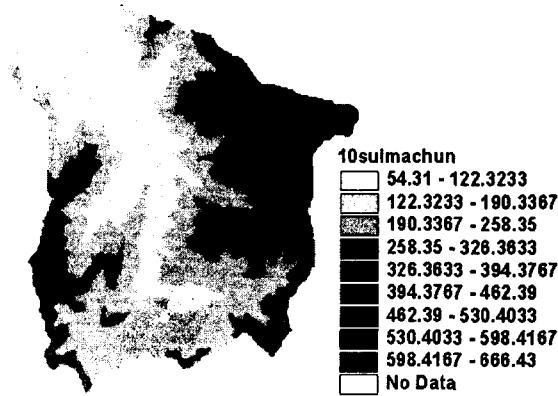 10sulmachun
54.31 - 122.3233
122.3233 - 190.3367
190.3367 - 258.35
258.35 - 326.3633
326.3633 - 394.3767
394.3767 - 462.39
462.39 - 530.4033
530.4033 - 598.4167
598.4167 - 666.43
No Data